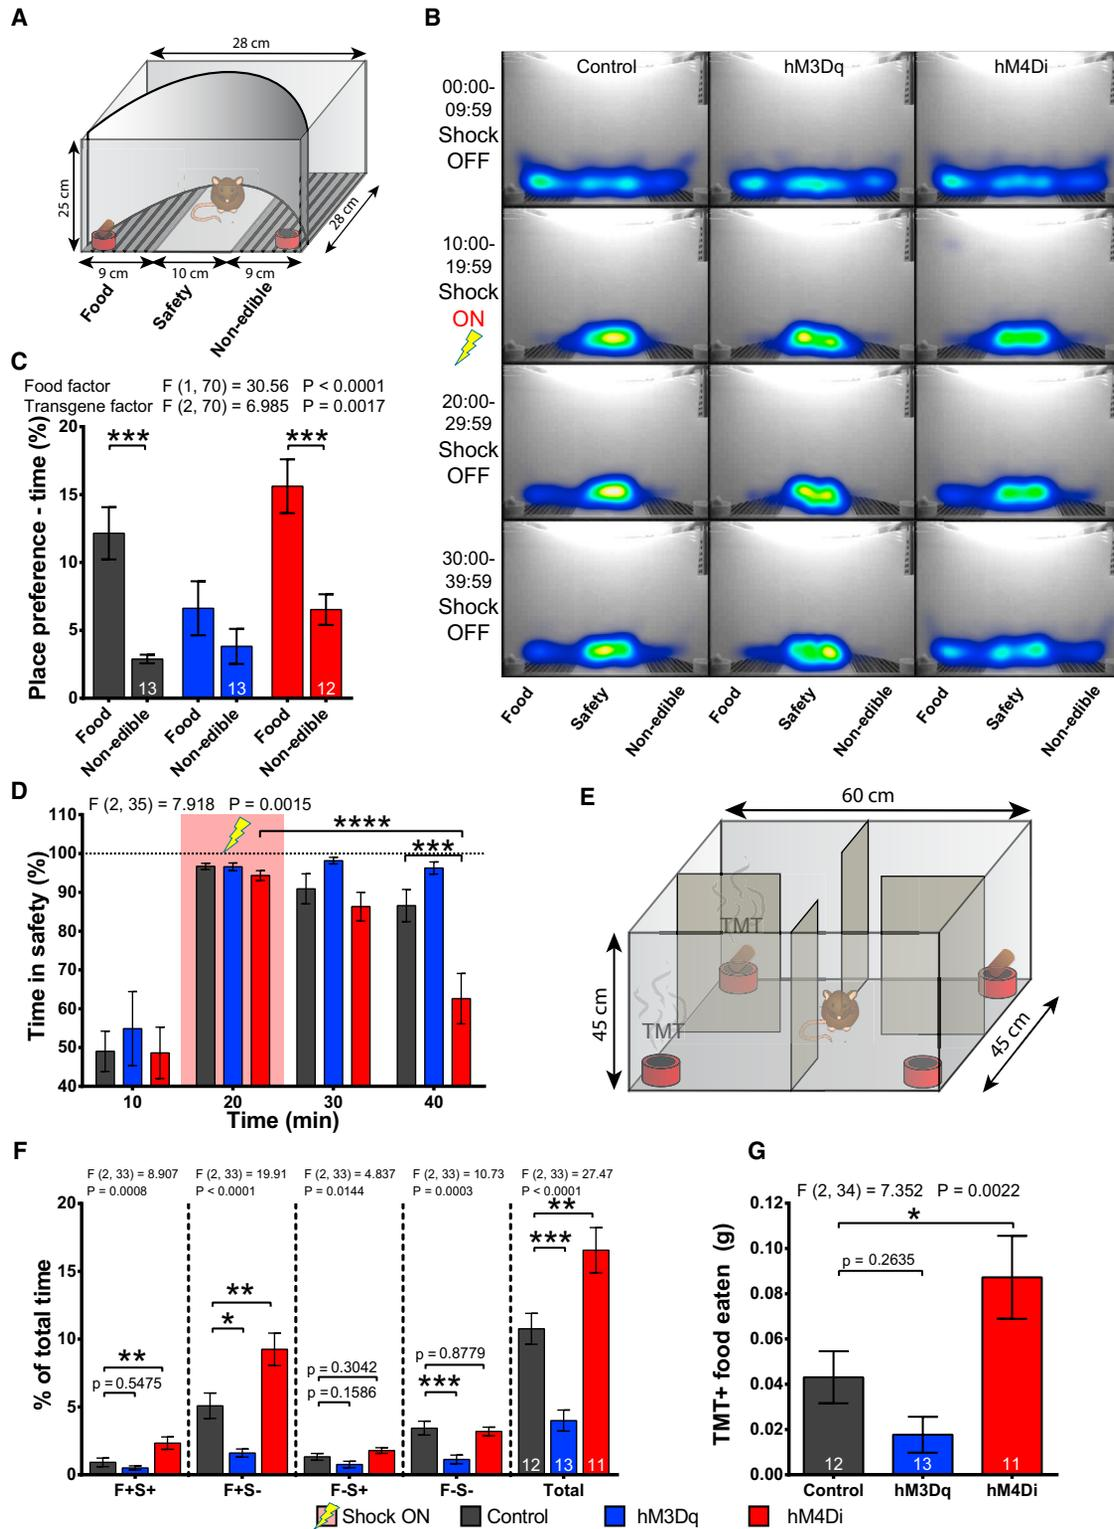 A
28 cm
25 cm
28 cm
9 cm 10 cm 9 cm
Food Safety Non-edible
B
Control hM3Dq hM4Di
00:00-
09:59
Shock
OFF
10:00-
19:59
Shock
ON
20:00-
29:59
Shock
OFF
30:00-
39:59
Shock
OFF
Food Safety Non-edible Food Safety Non-edible Food Safety Non-edible
C
Food factor F (1, 70) = 30.56 P < 0.0001
Transgene factor F (2, 70) = 6.985 P = 0.0017
Place preference - time (%)
20
15
10
5
0
*** ***
13 13 12
Food Non-edible Food Non-edible Food Non-edible
D
F (2, 35) = 7.918 P = 0.0015
Time in safety (%)
110
100
90
80
70
60
50
40
****
***
10 20 30 40
Time (min)
E
60 cm
45 cm
45 cm
TMT
TMT
F
F (2, 33) = 8.907 F (2, 33) = 19.91 F (2, 33) = 4.837 F (2, 33) = 10.73 F (2, 33) = 27.47
P = 0.0008 P < 0.0001 P = 0.0144 P = 0.0003 P < 0.0001
% of total time
20
15
10
5
0
**
p = 0.5475
**
*
p = 0.3042
p = 0.1586
p = 0.8779
***
**
***
12 13 11
F+S+ F+S- F-S+ F-S- Total
G
F (2, 34) = 7.352 P = 0.0022
TMT+ food eaten (g)
0.12
0.10
0.08
0.06
0.04
0.02
0.00
*
p = 0.2635
12 13 11
Control hM3Dq hM4Di
Shock ON Control hM3Dq hM4Di